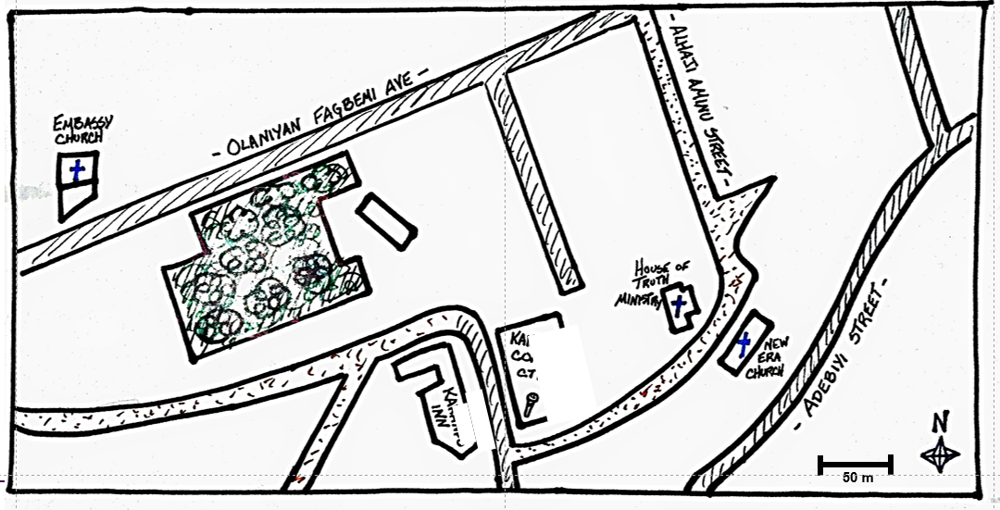 - ALHAJI AMINU STREET -
- OLANIYAN FAGBEMI AVE -
EMBASSY
CHURCH
HOUSE OF
TRUTH
MINISTRY
NEW
ERA
CHURCH
- ADEBIYI STREET -
INN
N
50 m